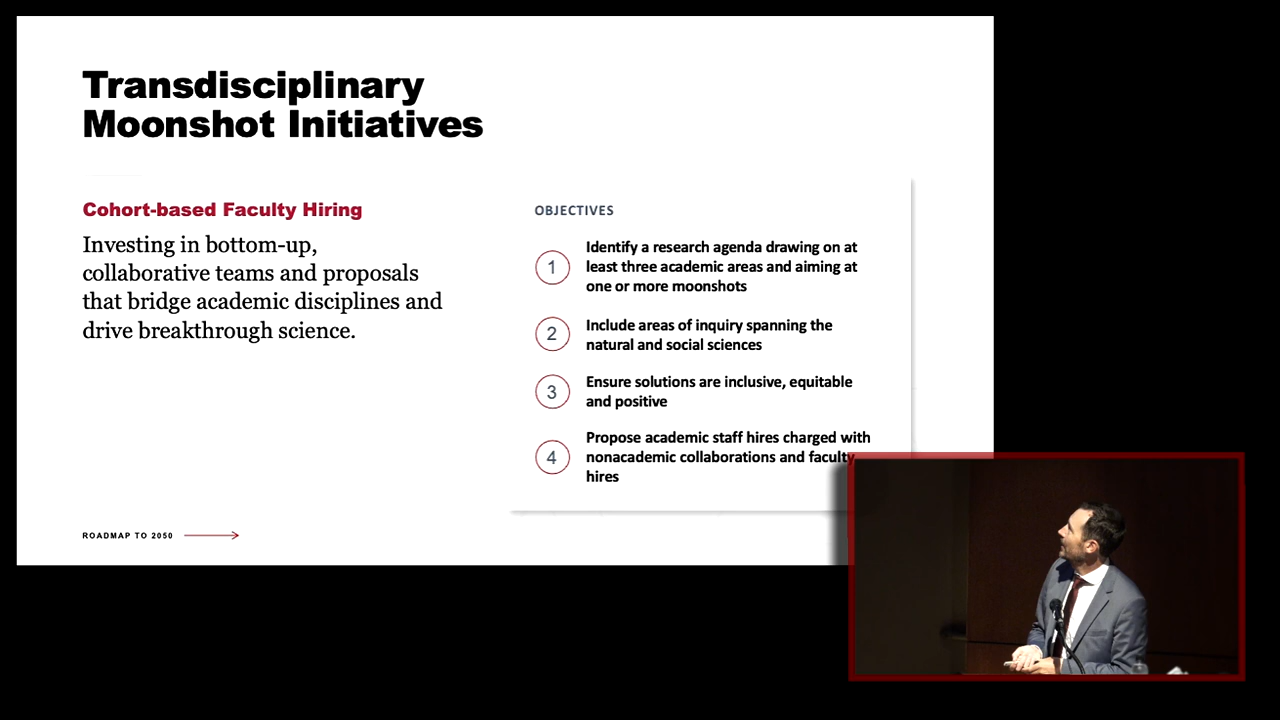 Transdisciplinary
Moonshot Initiatives
Cohort-based Faculty Hiring
Investing in bottom-up,
collaborative teams and proposals
that bridge academic disciplines and
drive breakthrough science.
OBJECTIVES
1
Identify a research agenda drawing on at
least three academic areas and aiming at
one or more moonshots
2
Include areas of inquiry spanning the
natural and social sciences
3
Ensure solutions are inclusive, equitable
and positive
4
Propose academic staff hires charged with
nonacademic collaborations and faculty
hires
ROADMAP TO 2050